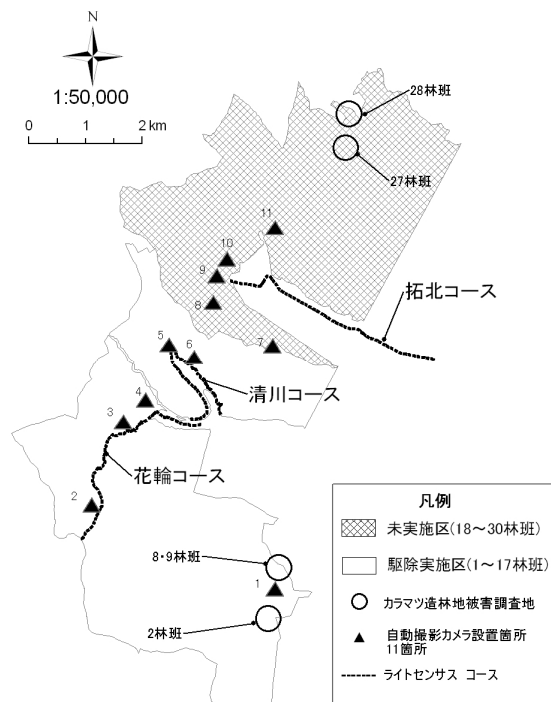 N
1:50,000
0 1 2 km
28林班
27林班
11
10
9
8
7
拓北コース
5
6
清川コース
4
3
花輪コース
2
8・9林班
1
2林班
凡例
未実施区(18～30林班)
駆除実施区(1～17林班)
カラマツ造林地被害調査地
自動撮影カメラ設置箇所
11箇所
ライトセンサス コース